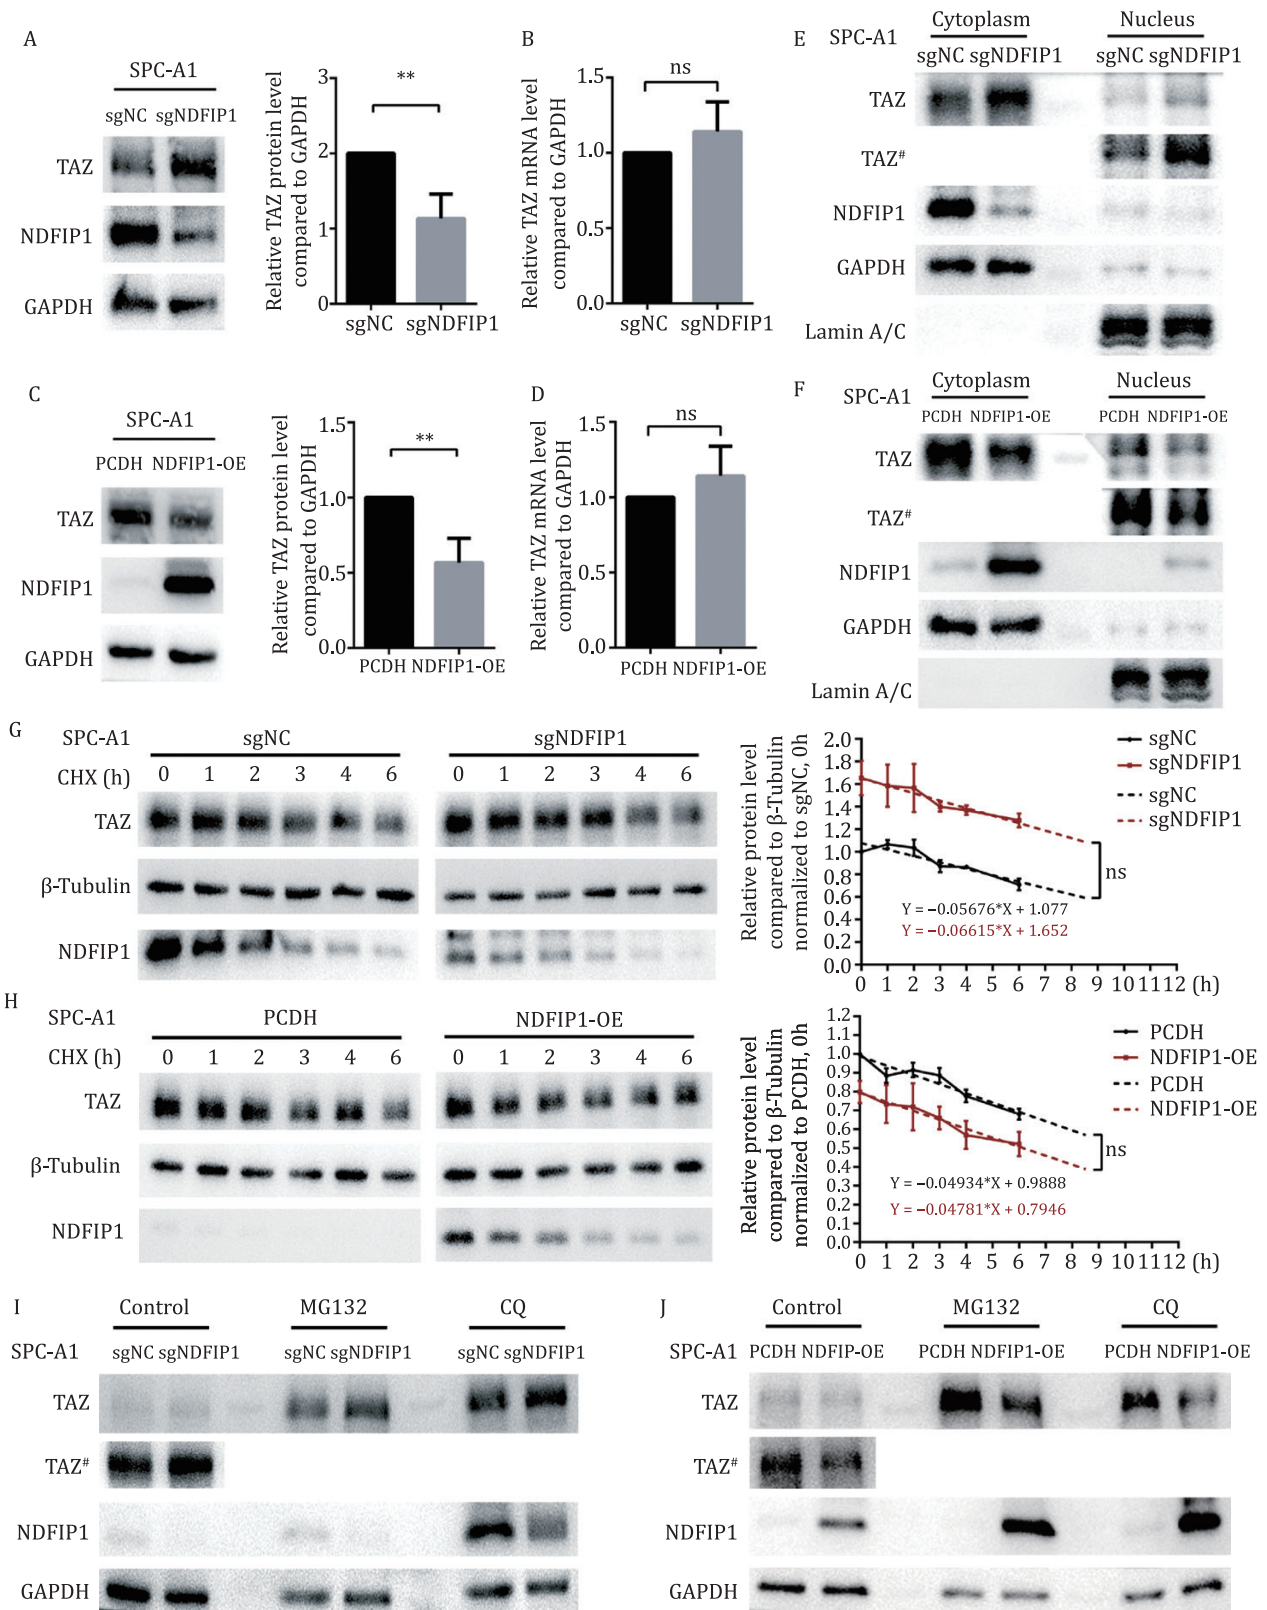 A
SPC-A1
sgNC sgNDFIP1
TAZ
NDFIP1
GAPDH
Relative TAZ protein level
compared to GAPDH
3
2
1
0
**
sgNC sgNDFIP1
B
Relative TAZ mRNA level
compared to GAPDH
1.5
1.0
0.5
0.0
ns
sgNC sgNDFIP1
C
SPC-A1
PCDH NDFIP1-OE
TAZ
NDFIP1
GAPDH
Relative TAZ protein level
compared to GAPDH
1.5
1.0
0.5
0.0
**
PCDH NDFIP1-OE
D
Relative TAZ mRNA level
compared to GAPDH
1.5
1.0
0.5
0.0
ns
PCDH NDFIP1-OE
E
SPC-A1
Cytoplasm Nucleus
sgNC sgNDFIP1 sgNC sgNDFIP1
TAZ
TAZ#
NDFIP1
GAPDH
Lamin A/C
F
SPC-A1
Cytoplasm Nucleus
PCDH NDFIP1-OE PCDH NDFIP1-OE
TAZ
TAZ#
NDFIP1
GAPDH
Lamin A/C
G
SPC-A1 sgNC sgNDFIP1
CHX (h) 0 1 2 3 4 6 0 1 2 3 4 6
TAZ
β-Tubulin
NDFIP1
Relative protein level
compared to β-Tubulin
normalized to sgNC, 0h
2.0
1.8
1.6
1.4
1.2
1.0
0.8
0.6
0.4
0.2
0.0
0 1 2 3 4 5 6 7 8 9 10 11 12 (h)
sgNC
sgNDFIP1
sgNC
sgNDFIP1
ns
Y = −0.05676*X + 1.077
Y = −0.06615*X + 1.652
H
SPC-A1 PCDH NDFIP1-OE
CHX (h) 0 1 2 3 4 6 0 1 2 3 4 6
TAZ
β-Tubulin
NDFIP1
Relative protein level
compared to β-Tubulin
normalized to PCDH, 0h
1.2
1.1
1.0
0.9
0.8
0.7
0.6
0.5
0.4
0.3
0.2
0.1
0.0
0 1 2 3 4 5 6 7 8 9 10 11 12 (h)
PCDH
NDFIP1-OE
PCDH
NDFIP1-OE
ns
Y = −0.04934*X + 0.9888
Y = −0.04781*X + 0.7946
I
Control MG132 CQ
SPC-A1 sgNC sgNDFIP1 sgNC sgNDFIP1 sgNC sgNDFIP1
TAZ
TAZ#
NDFIP1
GAPDH
J
Control MG132 CQ
SPC-A1 PCDH NDFIP-OE PCDH NDFIP1-OE PCDH NDFIP1-OE
TAZ
TAZ#
NDFIP1
GAPDH